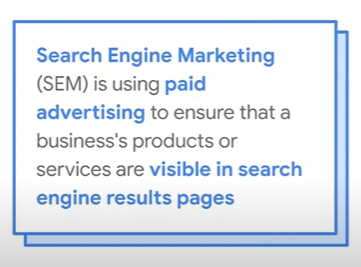 Search Engine Marketing
(SEM) is using paid
advertising to ensure that a
business's products or
services are visible in search
engine results pages